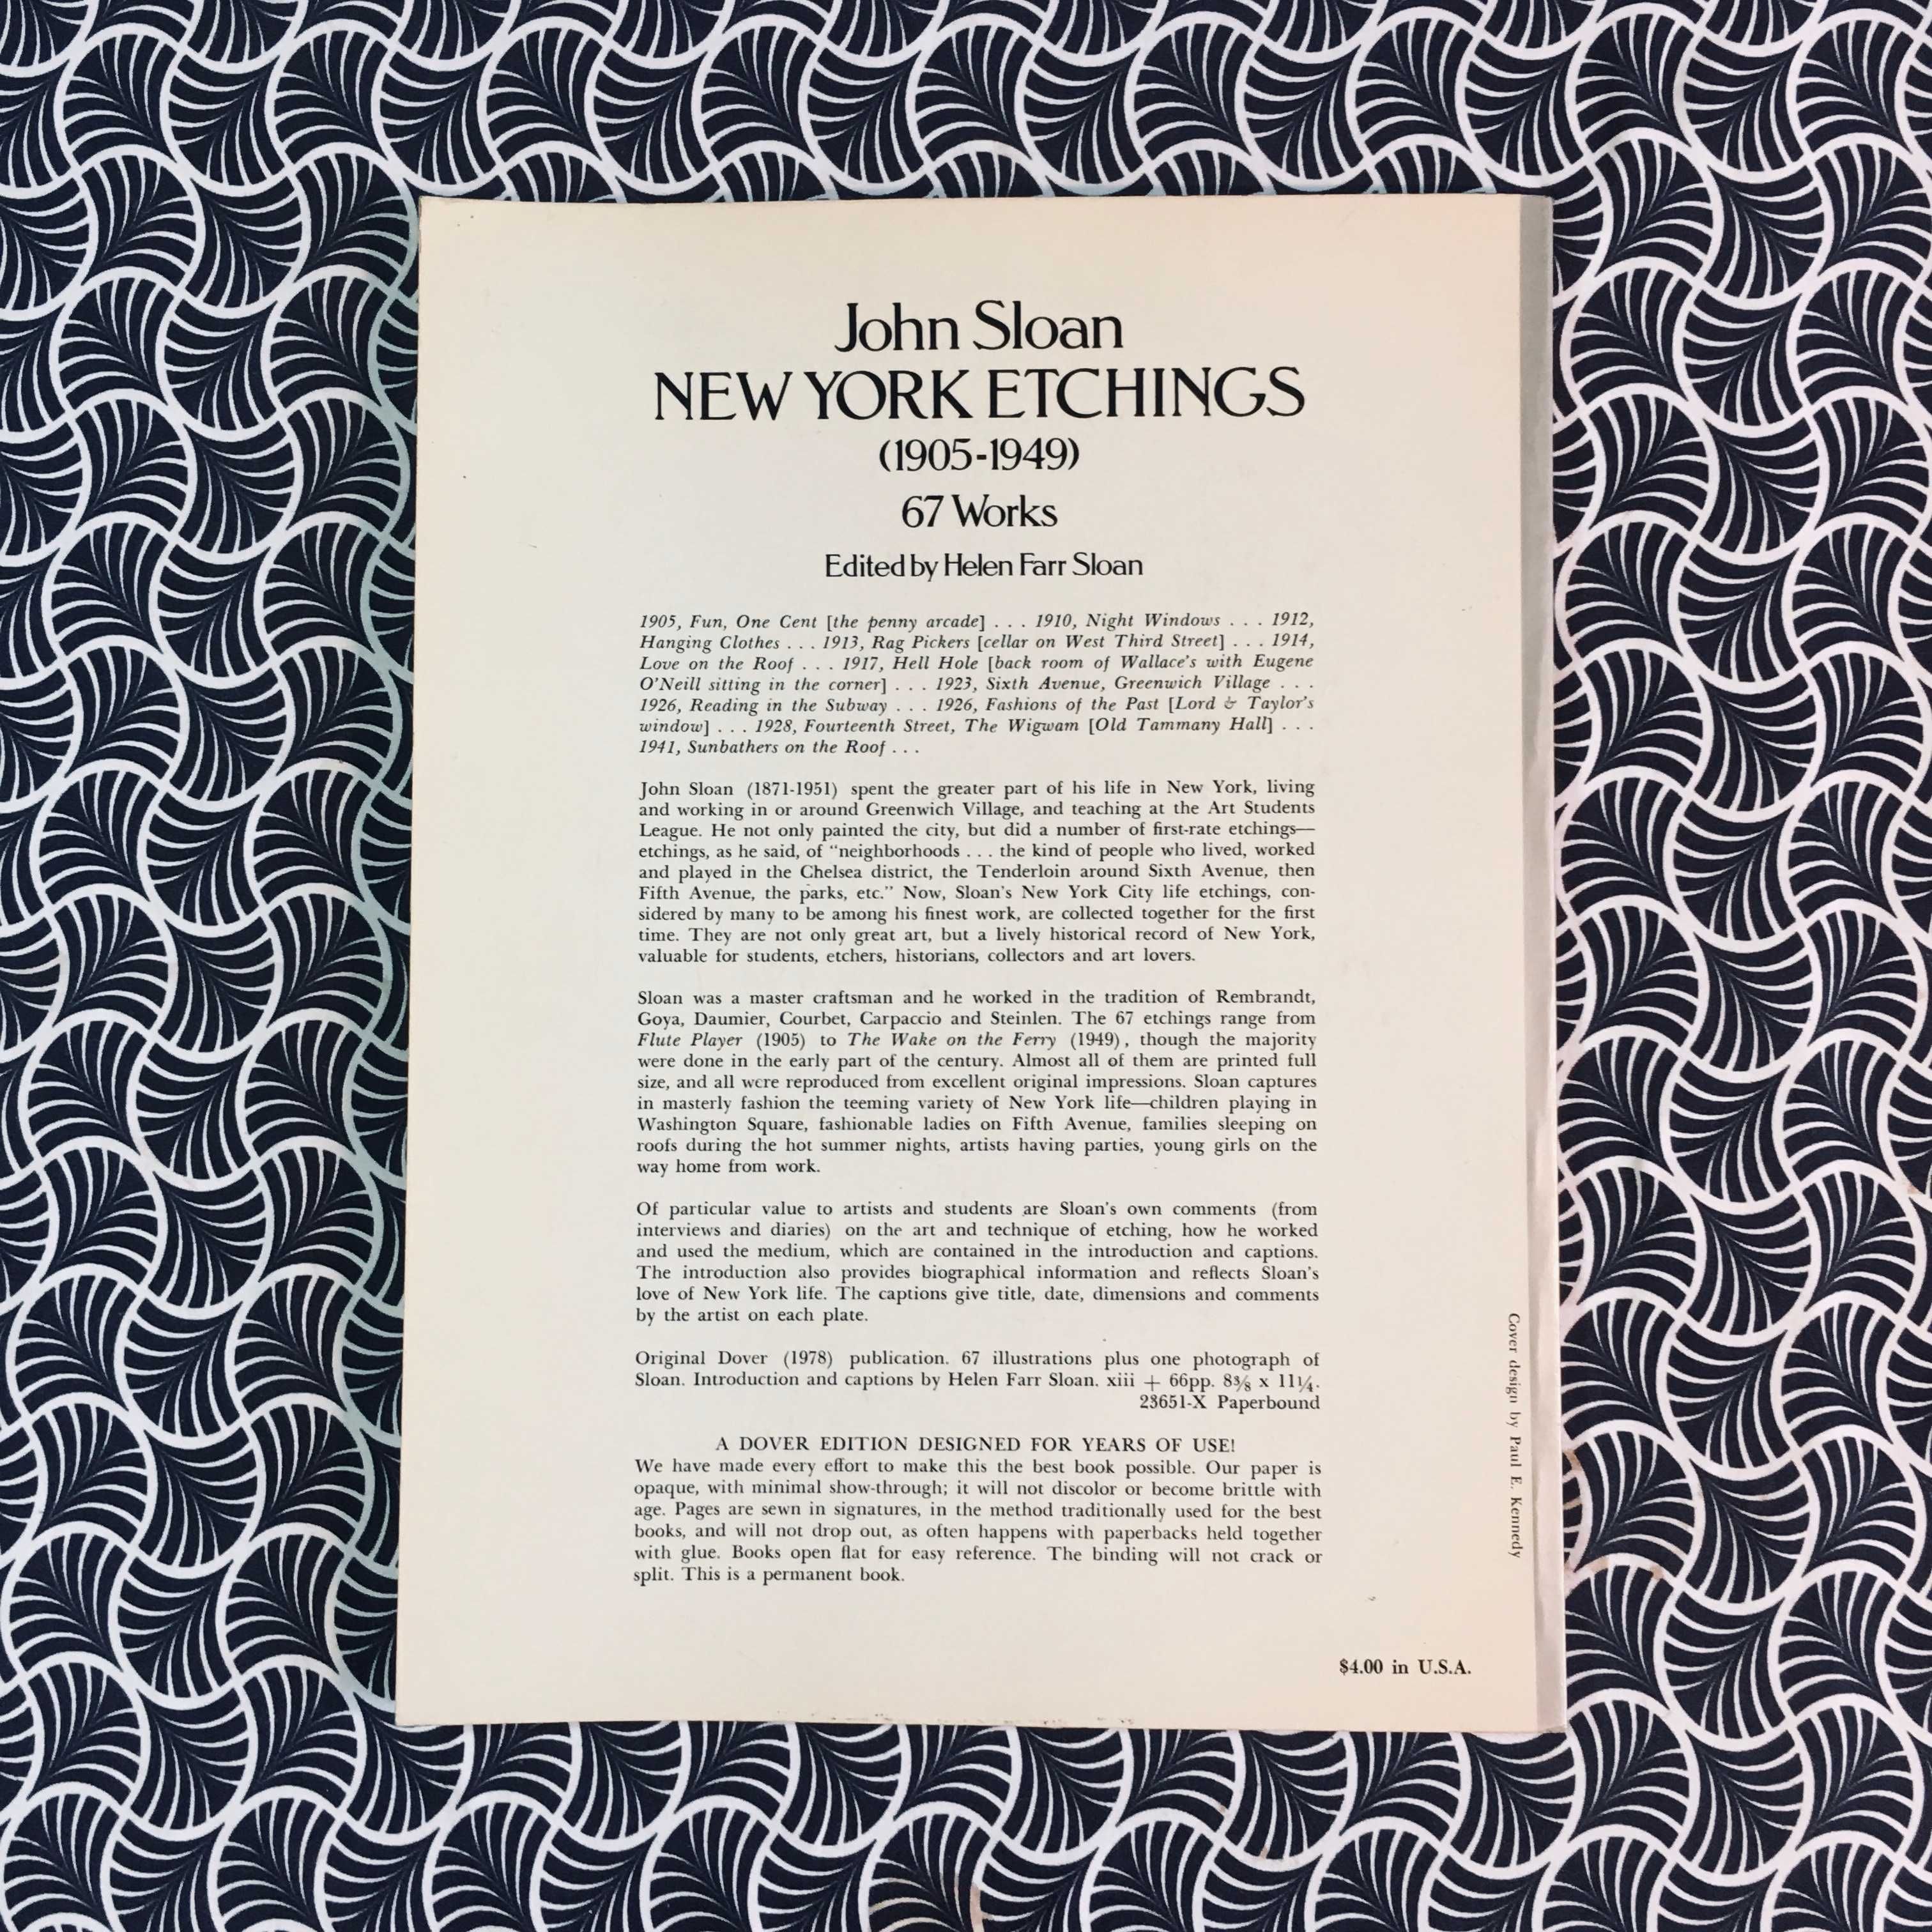 John Sloan
NEW YORK ETCHINGS
(1905-1949)
67 Works
Edited by Helen Farr Sloan
1905, Fun, One Cent [the penny arcade] . . . 1910, Night Windows . . . 1912,
Hanging Clothes . . . 1913, Rag Pickers [cellar on West Third Street] . . . 1914,
Love on the Roof . . . 1917, Hell Hole [back room of Wallace's with Eugene
O'Neill sitting in the corner] . . . 1923, Sixth Avenue, Greenwich Village . . .
1926, Reading in the Subway . . . 1926, Fashions of the Past [Lord & Taylor's
window] . . . 1928, Fourteenth Street, The Wigwam [Old Tammany Hall] . . .
1941, Sunbathers on the Roof . . .
John Sloan (1871-1951) spent the greater part of his life in New York, living
and working in or around Greenwich Village, and teaching at the Art Students
League. He not only painted the city, but did a number of first-rate etchings—
etchings, as he said, of "neighborhoods . . . the kind of people who lived, worked
and played in the Chelsea district, the Tenderloin around Sixth Avenue, then
Fifth Avenue, the parks, etc." Now, Sloan's New York City life etchings, con-
sidered by many to be among his finest work, are collected together for the first
time. They are not only great art, but a lively historical record of New York,
valuable for students, etchers, historians, collectors and art lovers.
Sloan was a master craftsman and he worked in the tradition of Rembrandt,
Goya, Daumier, Courbet, Carpaccio and Steinlen. The 67 etchings range from
Flute Player (1905) to The Wake on the Ferry (1949), though the majority
were done in the early part of the century. Almost all of them are printed full
size, and all were reproduced from excellent original impressions. Sloan captures
in masterly fashion the teeming variety of New York life—children playing in
Washington Square, fashionable ladies on Fifth Avenue, families sleeping on
roofs during the hot summer nights, artists having parties, young girls on the
way home from work.
Of particular value to artists and students are Sloan's own comments (from
interviews and diaries) on the art and technique of etching, how he worked
and used the medium, which are contained in the introduction and captions.
The introduction also provides biographical information and reflects Sloan's
love of New York life. The captions give title, date, dimensions and comments
by the artist on each plate.
Original Dover (1978) publication. 67 illustrations plus one photograph of
Sloan. Introduction and captions by Helen Farr Sloan. xiii + 66pp. 8⅜ x 11¼.
23651-X Paperbound
A DOVER EDITION DESIGNED FOR YEARS OF USE!
We have made every effort to make this the best book possible. Our paper is
opaque, with minimal show-through; it will not discolor or become brittle with
age. Pages are sewn in signatures, in the method traditionally used for the best
books, and will not drop out, as often happens with paperbacks held together
with glue. Books open flat for easy reference. The binding will not crack or
split. This is a permanent book.
Cover design by Paul E. Kennedy
$4.00 in U.S.A.